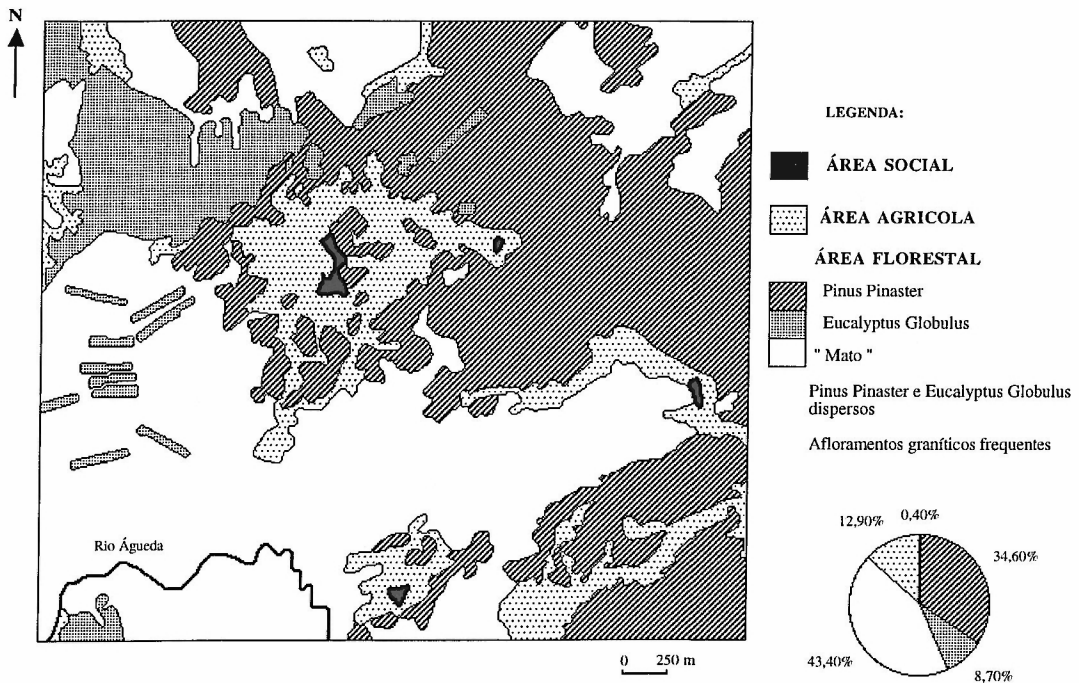 N
LEGENDA:
ÁREA SOCIAL
ÁREA AGRICOLA
ÁREA FLORESTAL
Pinus Pinaster
Eucalyptus Globulus
" Mato "
Pinus Pinaster e Eucalyptus Globulus
dispersos
Afloramentos graníticos frequentes
Rio Águeda
12,90%
0,40%
34,60%
43,40%
8,70%
0 250 m